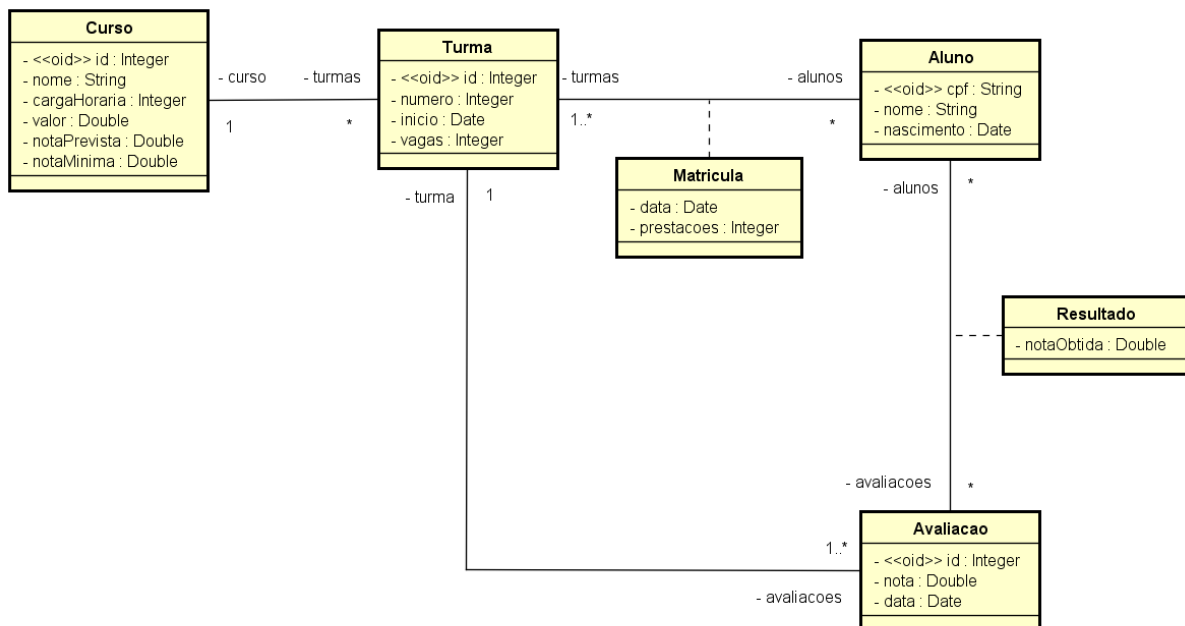 Curso
- <<oid>> id : Integer
- nome : String
- cargaHoraria : Integer
- valor : Double
- notaPrevista : Double
- notaMinima : Double
- curso
1
- turmas
*
Turma
- <<oid>> id : Integer
- numero : Integer
- inicio : Date
- vagas : Integer
- turmas
1..*
- alunos
*
Aluno
- <<oid>> cpf : String
- nome : String
- nascimento : Date
Matricula
- data : Date
- prestacoes : Integer
- turma
1
- alunos
*
Resultado
- notaObtida : Double
- avaliacoes
*
1..*
- avaliacoes
Avaliacao
- <<oid>> id : Integer
- nota : Double
- data : Date